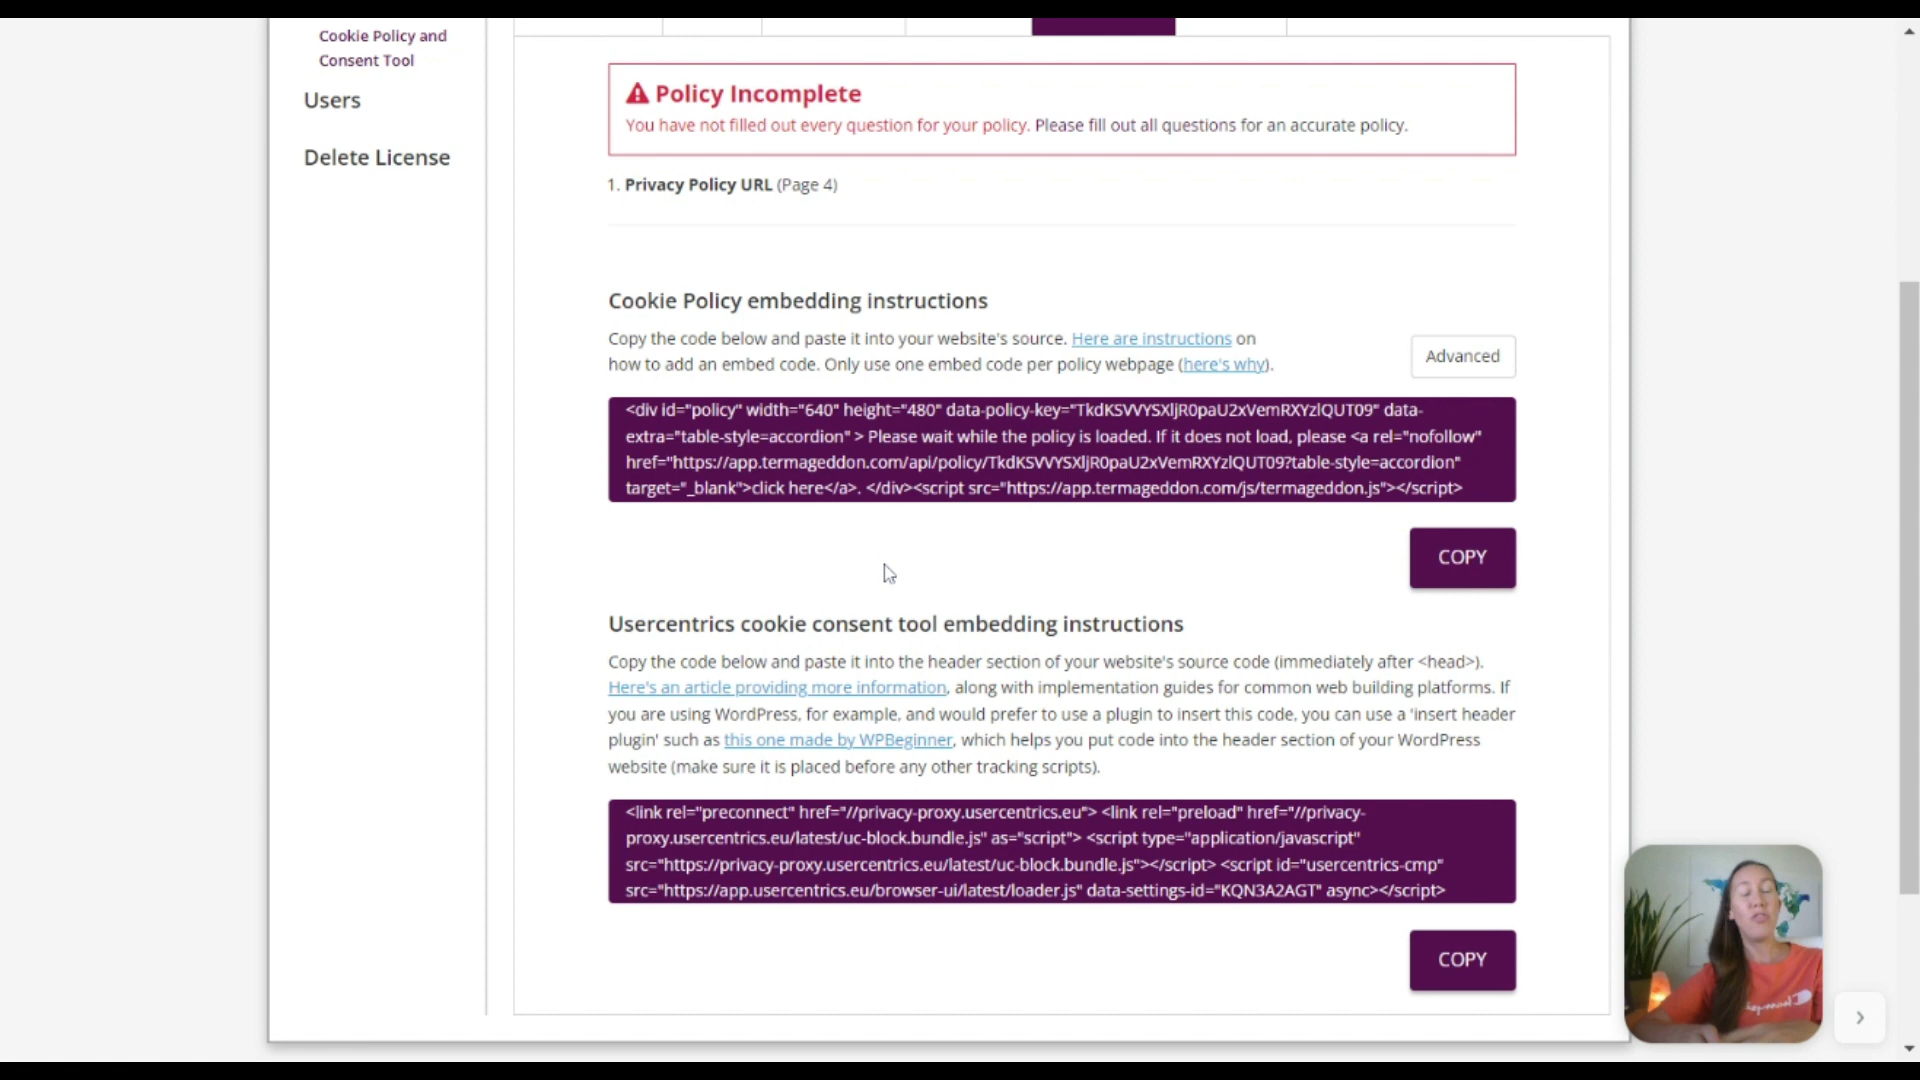 Cookie Policy and
Consent Tool
Users
Delete License
Policy Incomplete
You have not filled out every question for your policy. Please fill out all questions for an accurate policy.
1. Privacy Policy URL (Page 4)
Cookie Policy embedding instructions
Copy the code below and paste it into your website's source. Here are instructions on
how to add an embed code. Only use one embed code per policy webpage (here's why).
Advanced
<div id="policy" width="640" height="480" data-policy-key="TkdKSVVYSXljR0paU2xVemRXYzlQUT09" data-
extra="table-style=accordion" > Please wait while the policy is loaded. If it does not load, please <a rel="nofollow"
href="https://app.termageddon.com/api/policy/TkdKSVVYSXljR0paU2xVemRXYzlQUT09?table-style=accordion"
target="_blank">click here</a>. </div><script src="https://app.termageddon.com/js/termageddon.js"></script>
COPY
Usercentrics cookie consent tool embedding instructions
Copy the code below and paste it into the header section of your website's source code (immediately after <head>).
Here's an article providing more information, along with implementation guides for common web building platforms. If
you are using WordPress, for example, and would prefer to use a plugin to insert this code, you can use a 'insert header
plugin' such as this one made by WPBeginner, which helps you put code into the header section of your WordPress
website (make sure it is placed before any other tracking scripts).
<link rel="preconnect" href="//privacy-proxy.usercentrics.eu"> <link rel="preload" href="//privacy-
proxy.usercentrics.eu/latest/uc-block.bundle.js" as="script"> <script type="application/javascript"
src="https://privacy-proxy.usercentrics.eu/latest/uc-block.bundle.js"></script> <script id="usercentrics-cmp"
src="https://app.usercentrics.eu/browser-ui/latest/loader.js" data-settings-id="KQN3A2AGT" async></script>
COPY